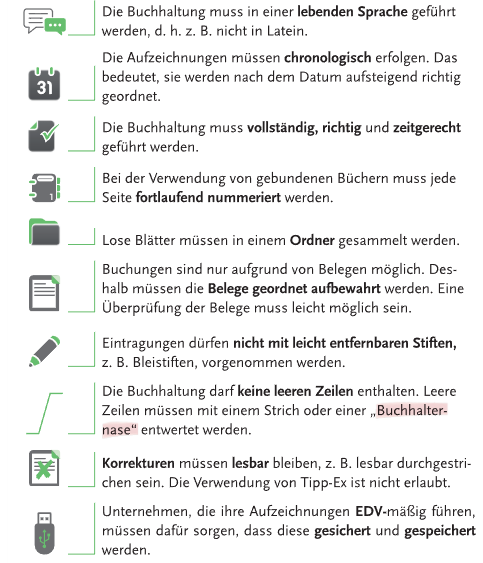 Die Buchhaltung muss in einer lebenden Sprache geführt
werden, d. h. z. B. nicht in Latein.
31
Die Aufzeichnungen müssen chronologisch erfolgen. Das
bedeutet, sie werden nach dem Datum aufsteigend richtig
geordnet.
Die Buchhaltung muss vollständig, richtig und zeitgerecht
geführt werden.
1
Bei der Verwendung von gebundenen Büchern muss jede
Seite fortlaufend nummeriert werden.
Lose Blätter müssen in einem Ordner gesammelt werden.
Buchungen sind nur aufgrund von Belegen möglich. Des-
halb müssen die Belege geordnet aufbewahrt werden. Eine
Überprüfung der Belege muss leicht möglich sein.
Eintragungen dürfen nicht mit leicht entfernbaren Stiften,
z. B. Bleistiften, vorgenommen werden.
Die Buchhaltung darf keine leeren Zeilen enthalten. Leere
Zeilen müssen mit einem Strich oder einer „Buchhalter-
nase“ entwertet werden.
Korrekturen müssen lesbar bleiben, z. B. lesbar durchgestri-
chen sein. Die Verwendung von Tipp-Ex ist nicht erlaubt.
Unternehmen, die ihre Aufzeichnungen EDV-mäßig führen,
müssen dafür sorgen, dass diese gesichert und gespeichert
werden.